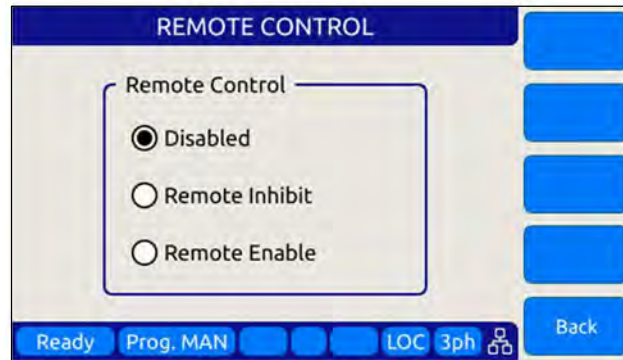 REMOTE CONTROL
Remote Control
Disabled
Remote Inhibit
Remote Enable
Back
Ready Prog. MAN LOC 3ph